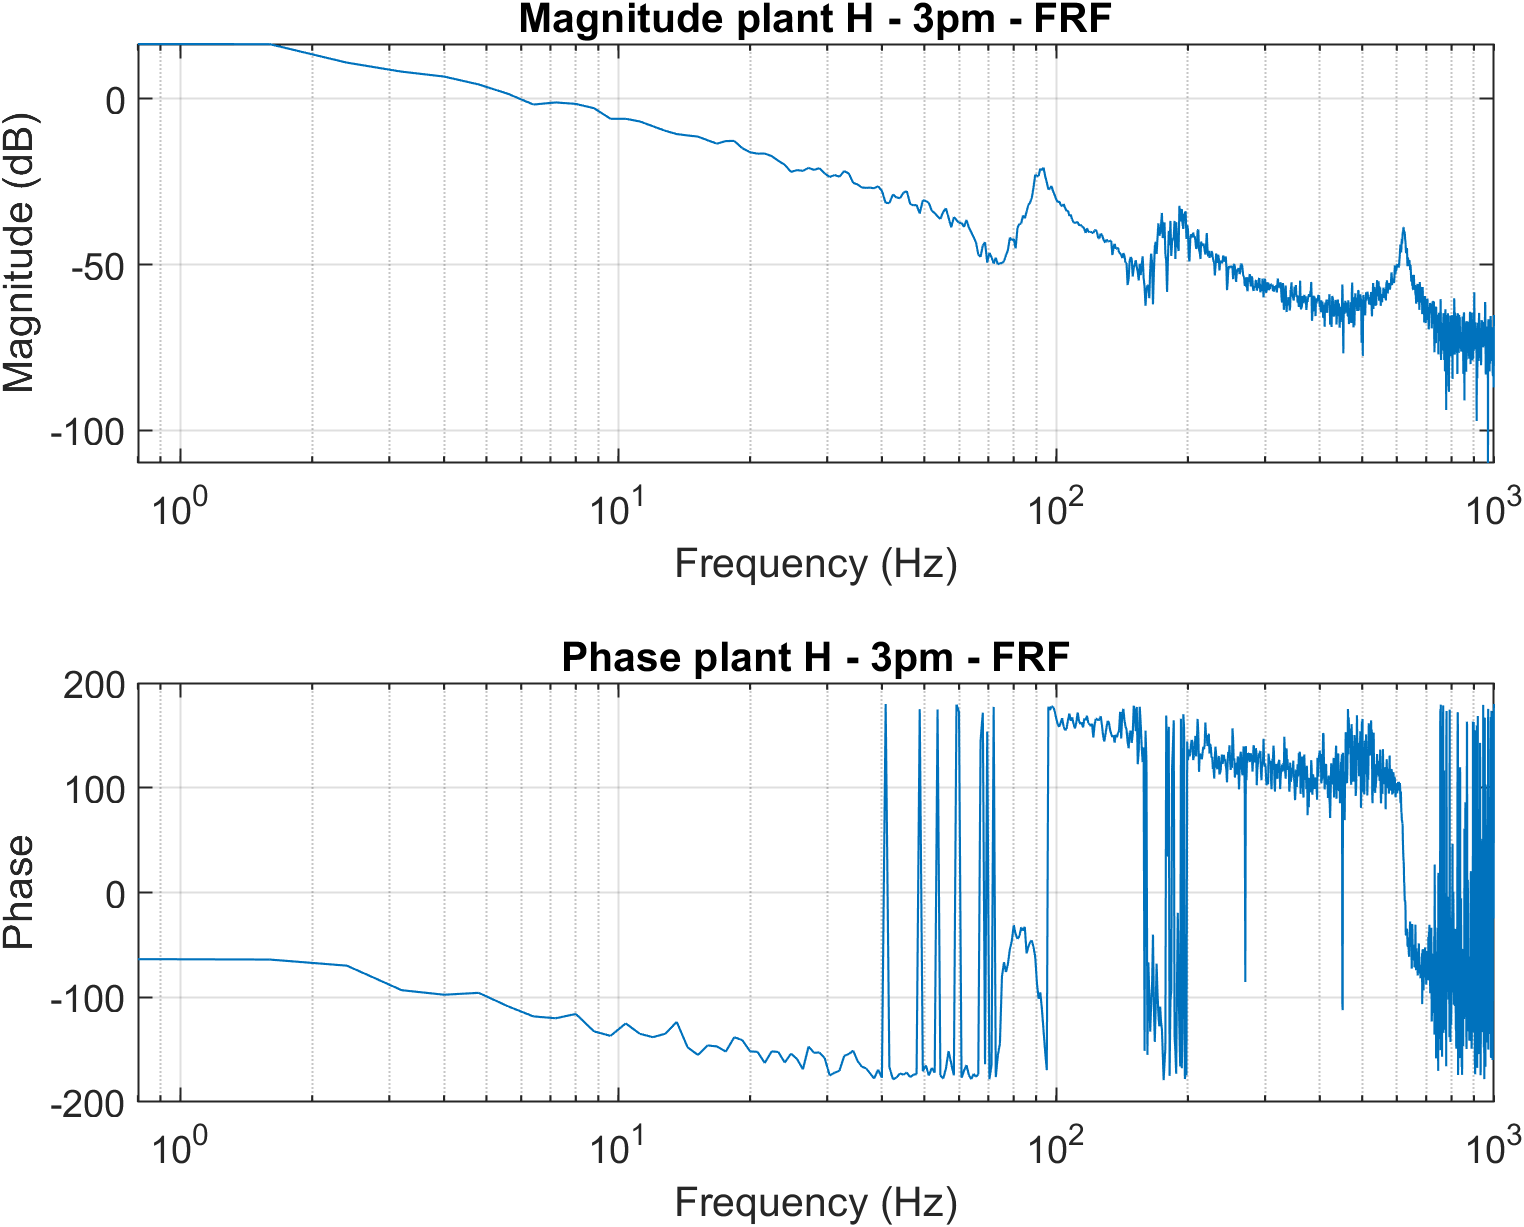 Magnitude plant H - 3pm - FRF
Magnitude (dB)
0
-50
-100
10^0 10^1 10^2 10^3
Frequency (Hz)
Phase plant H - 3pm - FRF
Phase
200
100
0
-100
-200
10^0 10^1 10^2 10^3
Frequency (Hz)